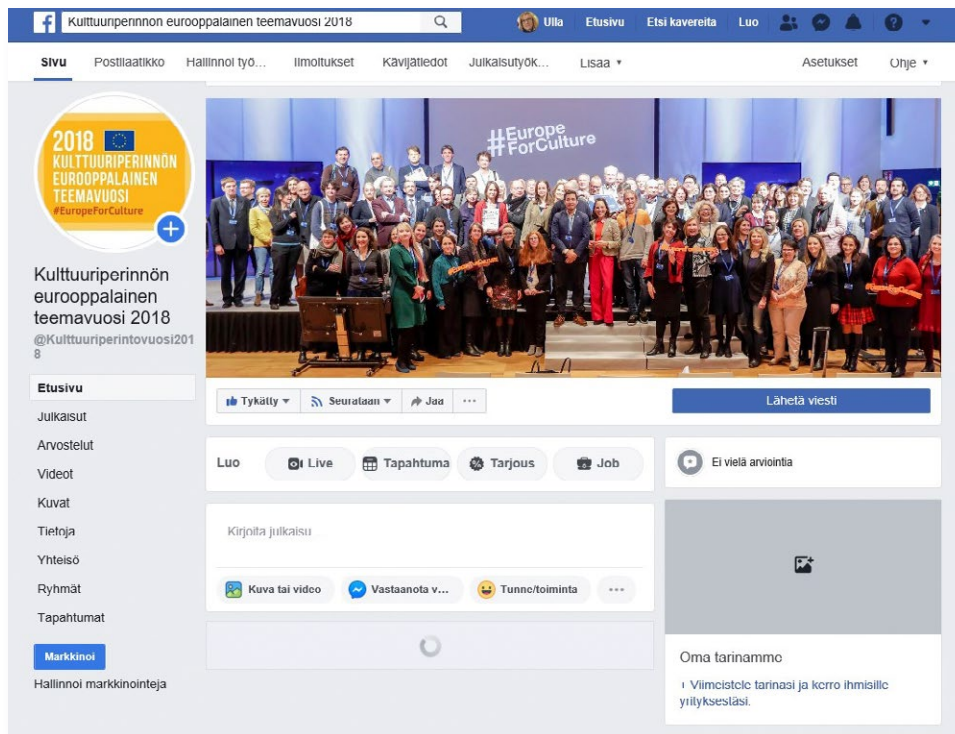 Kulttuuriperinnön eurooppalainen teemavuosi 2018
Ulla Etusivu Etsi kavereita Luo
Sivu Postilaatikko Hallinnoi työ... Ilmoitukset Kävijätiedot Julkaisutyök... Lisää Asetukset Ohje
2018
KULTTUURIPERINNÖN
EUROOPPALAINEN
TEEMAVUOSI
#EuropeForCulture
#Europe
ForCulture
Kulttuuriperinnön
eurooppalainen
teemavuosi 2018
@Kulttuuriperintovuosi201
8
Etusivu
Julkaisut
Arvostelut
Videot
Kuvat
Tietoja
Yhteisö
Ryhmät
Tapahtumat
Markkinoi
Hallinnoi markkinointeja
Tykätty Seurataan Jaa ...
Lähetä viesti
Luo Live Tapahtuma Tarjous Job
Ei vielä arviointia
Kirjoita julkaisu...
Kuva tai video Vastaanota v... Tunne/toiminta ...
Oma tarinamme
+ Viimeistele tarinasi ja kerro ihmisille
yrityksestäsi.